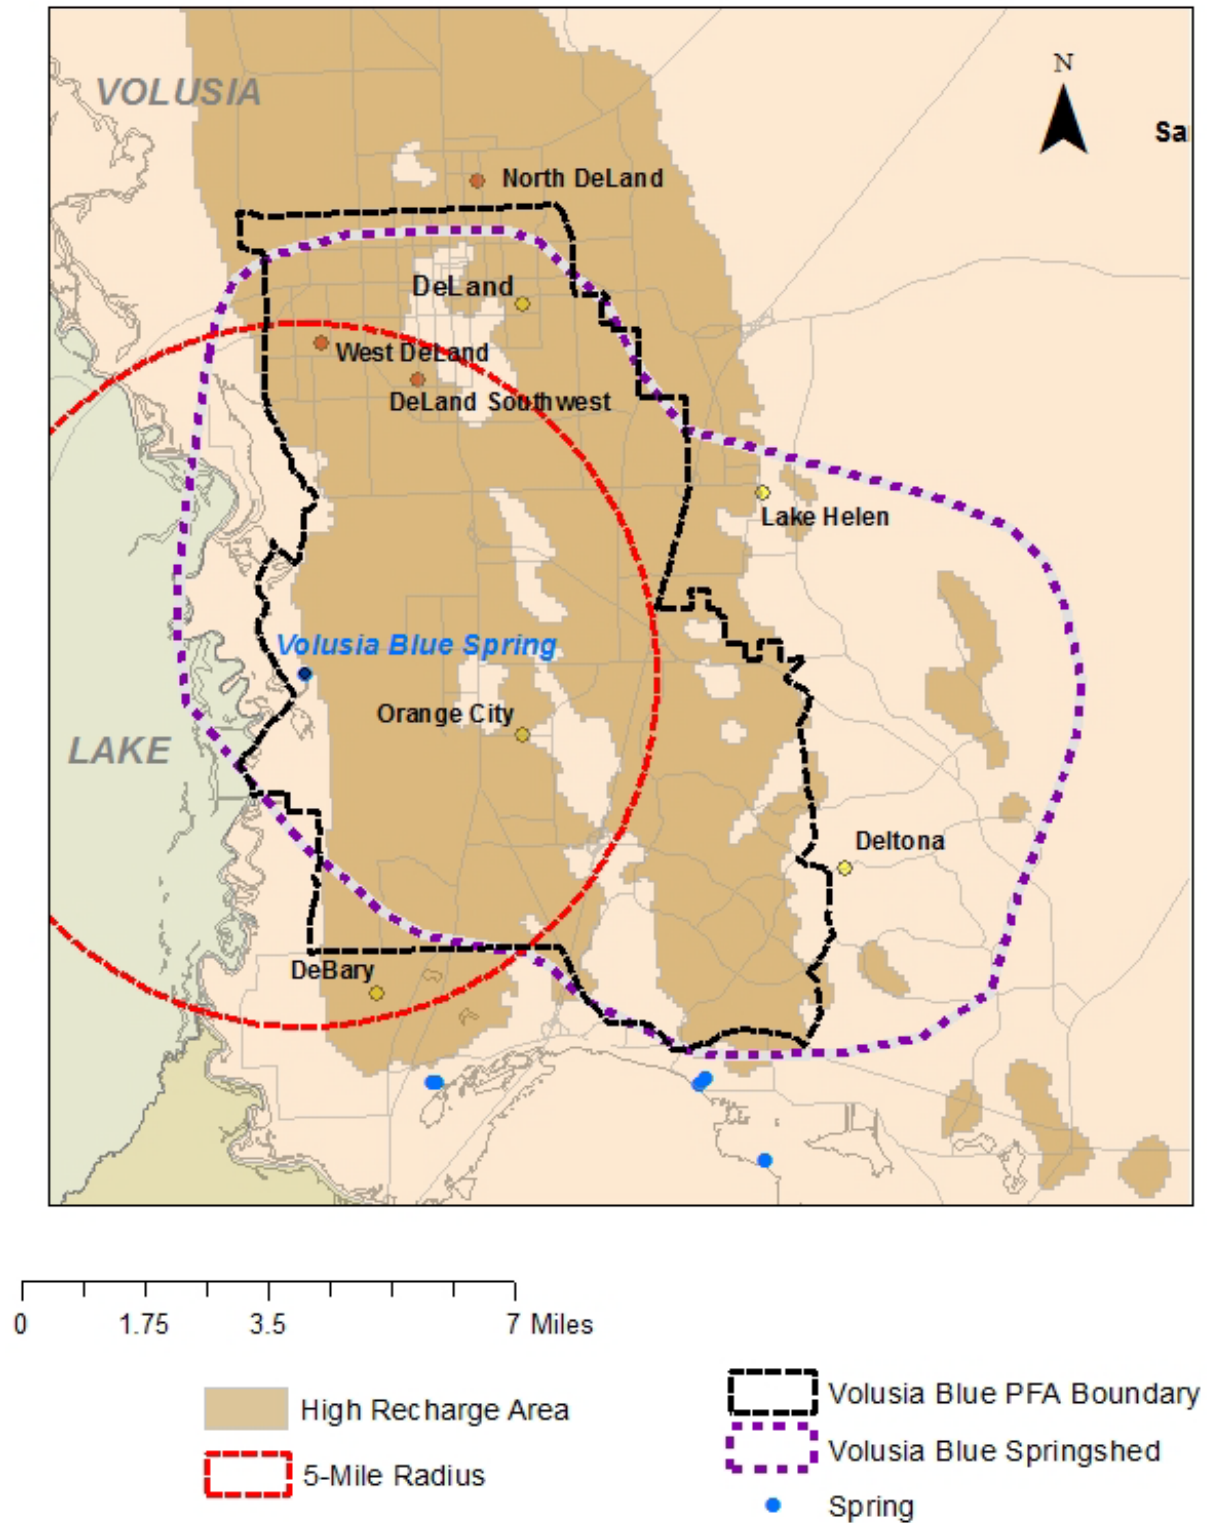 N
VOLUSIA
Sa
North DeLand
DeLand
West DeLand
DeLand Southwest
Lake Helen
Volusia Blue Spring
Orange City
LAKE
Deltona
DeBary
0 1.75 3.5 7 Miles
High Recharge Area
5-Mile Radius
Volusia Blue PFA Boundary
Volusia Blue Springshed
Spring